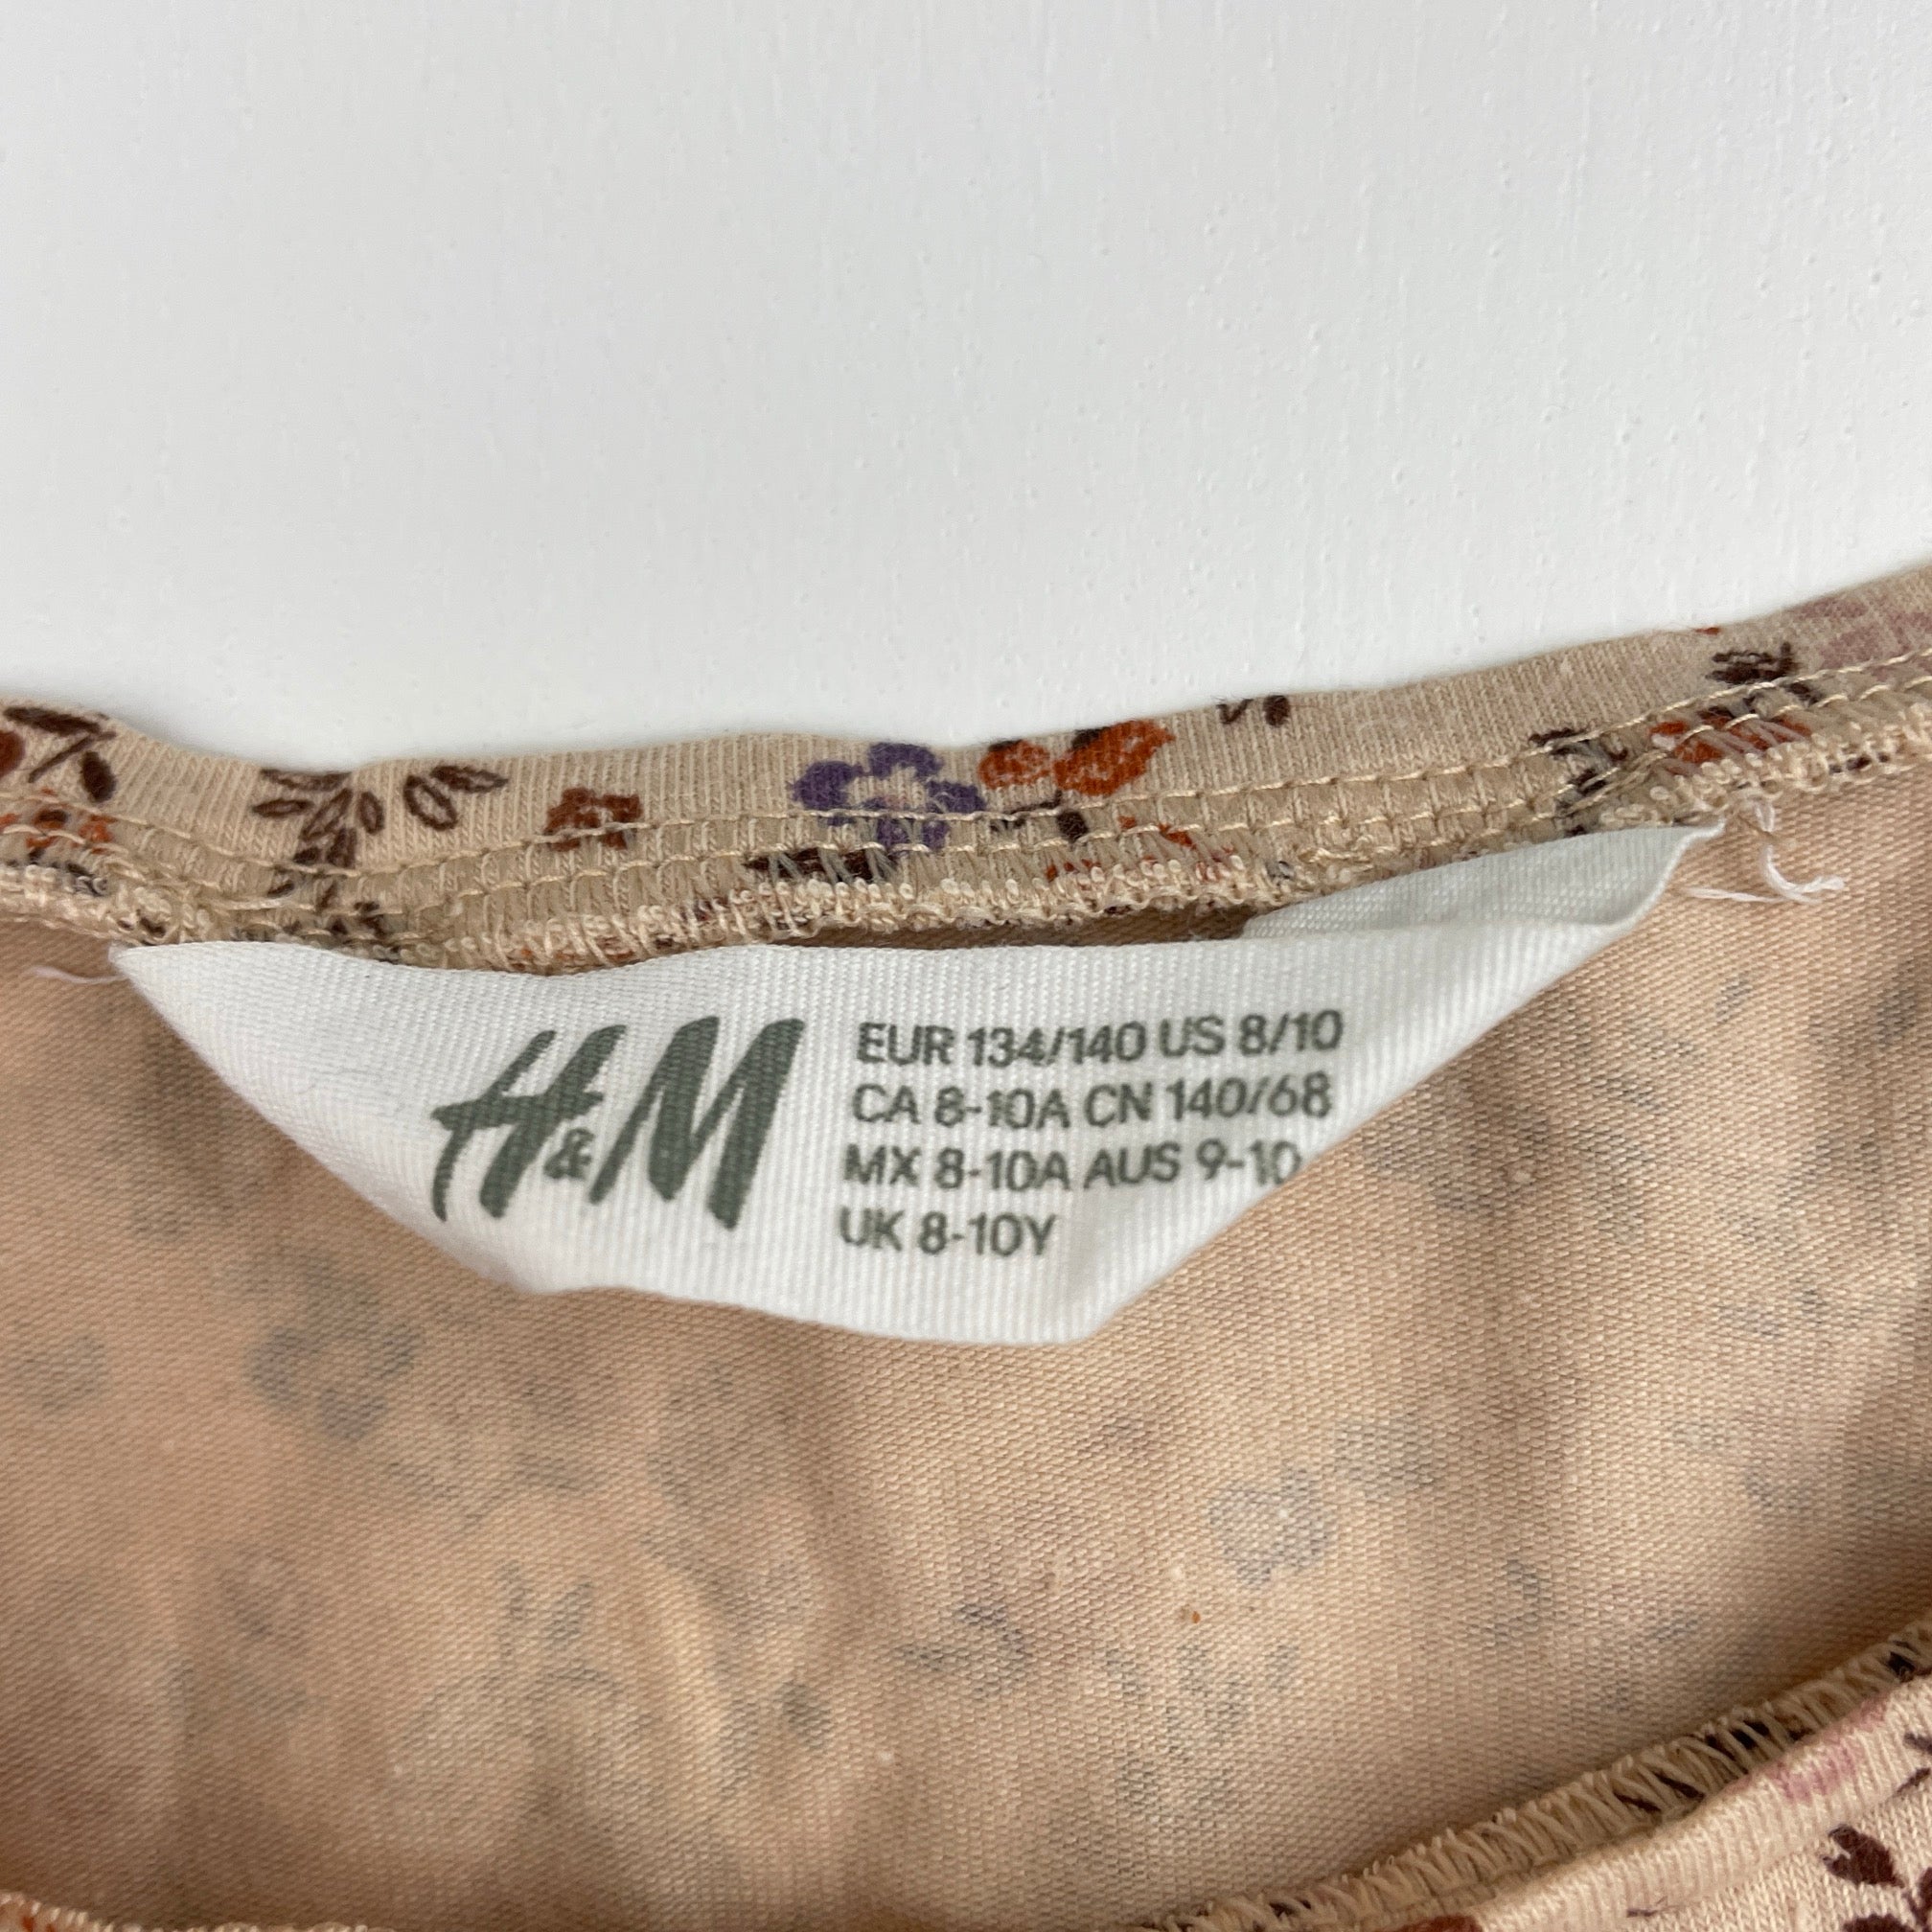 H&M
EUR 134/140 US 8/10
CA 8-10A CN 140/68
MX 8-10A AUS 9-10
UK 8-10Y